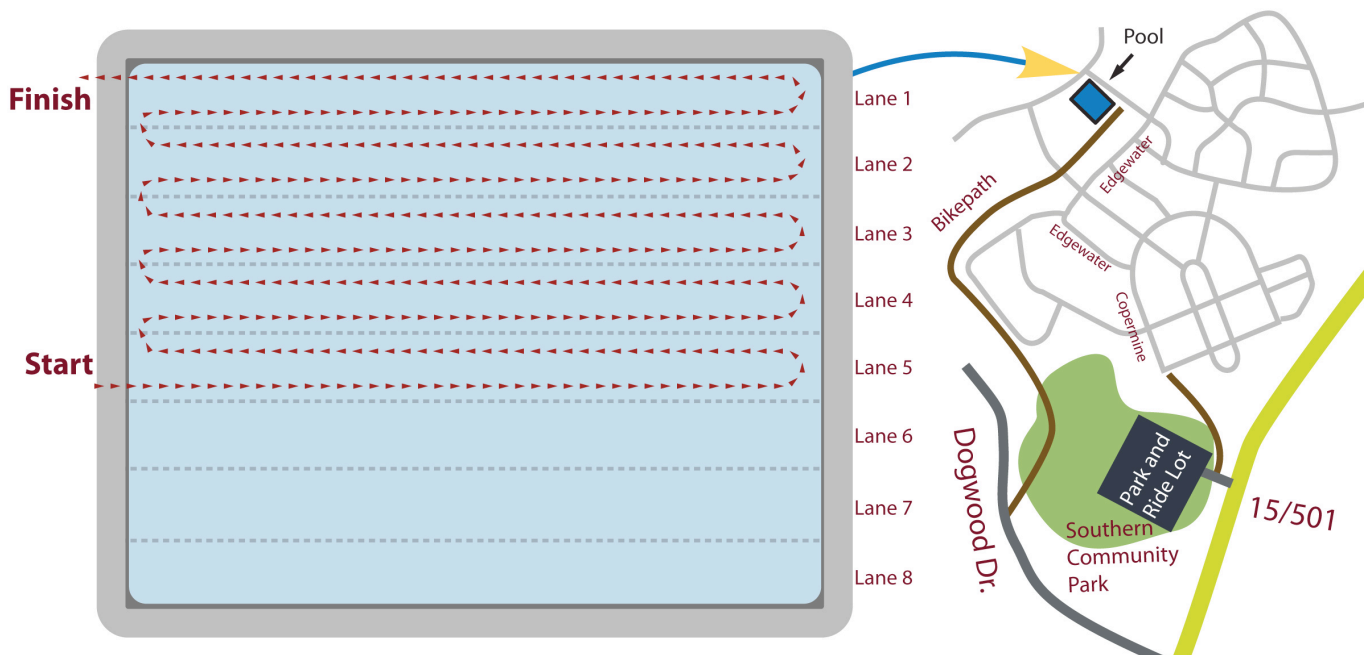 Finish
Start
Lane 1
Lane 2
Lane 3
Lane 4
Lane 5
Lane 6
Lane 7
Lane 8
Pool
Edgewater
Bikepath
Edgewater
Copermine
Dogwood Dr.
Park and
Ride Lot
15/501
Southern
Community
Park